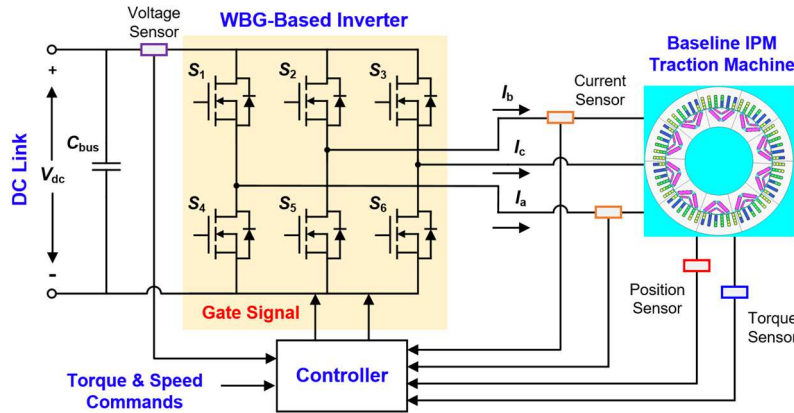 Voltage
Sensor
WBG-Based Inverter
Baseline IPM
Traction Machine
S1
S2
S3
Current
Sensor
Ib
+
Cbus
DC Link
Vdc
Ic
S4
S5
S6
Ia
-
Gate Signal
Position
Sensor
Torque
Sensor
Controller
Torque & Speed
Commands